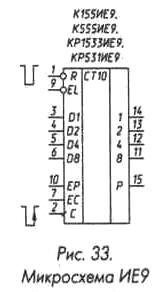 К155ИЕ9.
К555ИЕ9.
КР1533ИЕ9.
КР531ИЕ9
1 R CT10
9 EL
3 D1 1 14
4 D2 2 13
5 D4 4 12
6 D8 8 11
10 EP P 15
7 EC
2 C
Рис. 33.
Микросхема ИЕ9